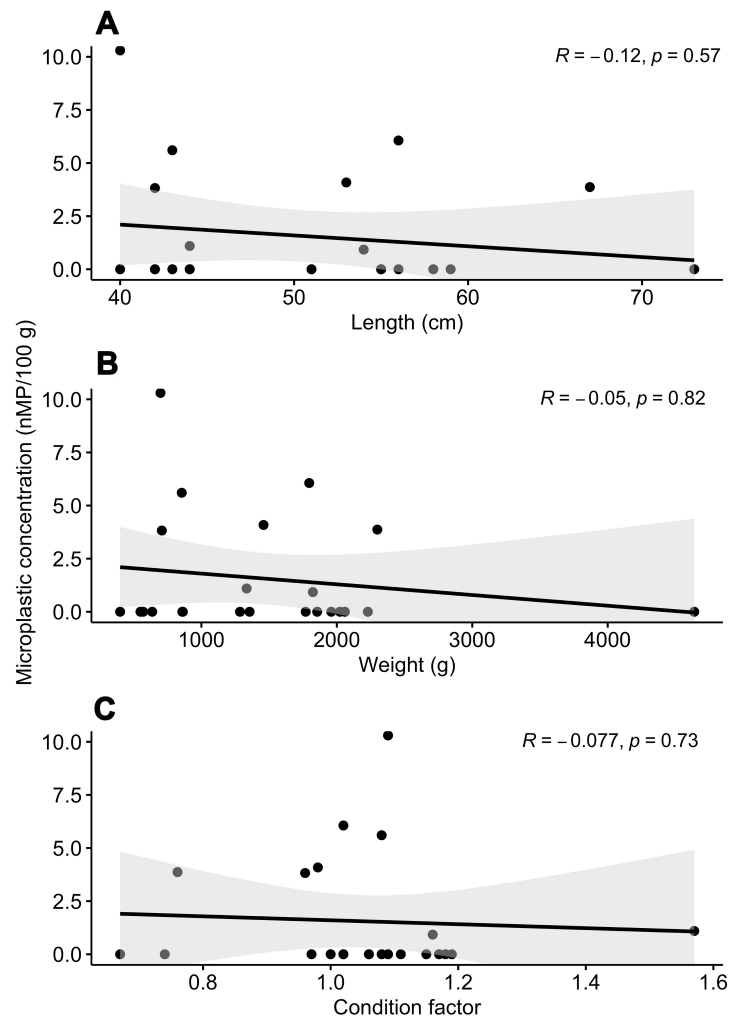 A
R = −0.12, p = 0.57
10.0
7.5
5.0
2.5
0.0
40 50 60 70
Length (cm)
Microplastic concentration (nMP/100 g)
B
R = −0.05, p = 0.82
10.0
7.5
5.0
2.5
0.0
1000 2000 3000 4000
Weight (g)
C
R = −0.077, p = 0.73
10.0
7.5
5.0
2.5
0.0
0.8 1.0 1.2 1.4 1.6
Condition factor